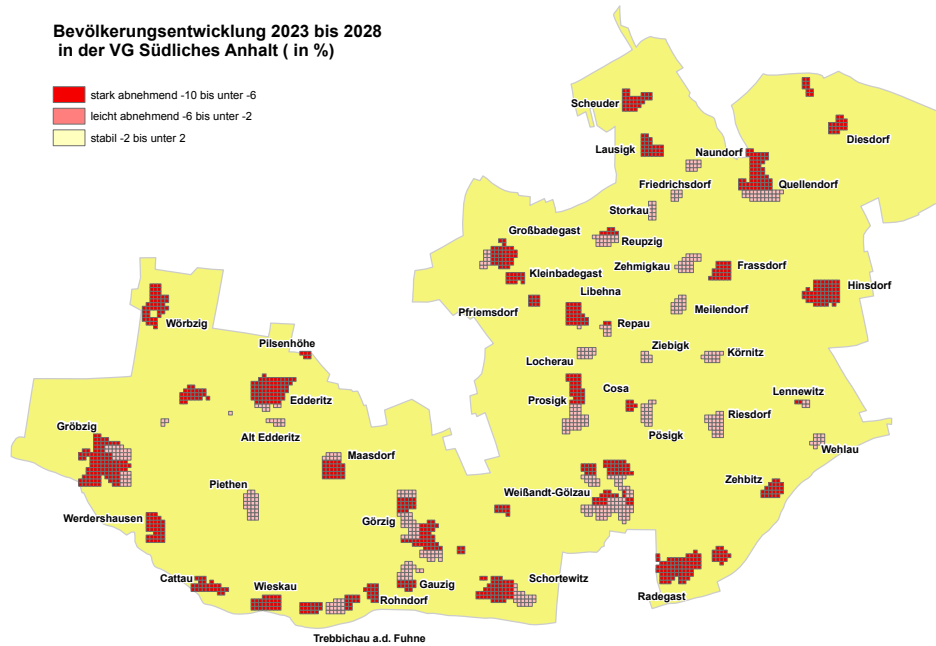 Bevölkerungsentwicklung 2023 bis 2028
in der VG Südliches Anhalt ( in %)
stark abnehmend -10 bis unter -6
leicht abnehmend -6 bis unter -2
stabil -2 bis unter 2
Scheuder
Diesdorf
Lausigk
Naundorf
Friedrichsdorf
Quellendorf
Storkau
Großbadegast
Reupzig
Zehmigkau
Frassdorf
Kleinbadegast
Hinsdorf
Libehna
Meilendorf
Pfriemsdorf
Wörbzig
Repau
Pilsenhöhe
Ziebigk
Locherau
Körnitz
Edderitz
Prosigk
Cosa
Lennewitz
Gröbzig
Riesdorf
Alt Edderitz
Pösigk
Wehlau
Maasdorf
Piethen
Weißandt-Gölzau
Zehbitz
Werdershausen
Görzig
Cattau
Wieskau
Gauzig
Schortewitz
Rohndorf
Radegast
Trebbichau a.d. Fuhne